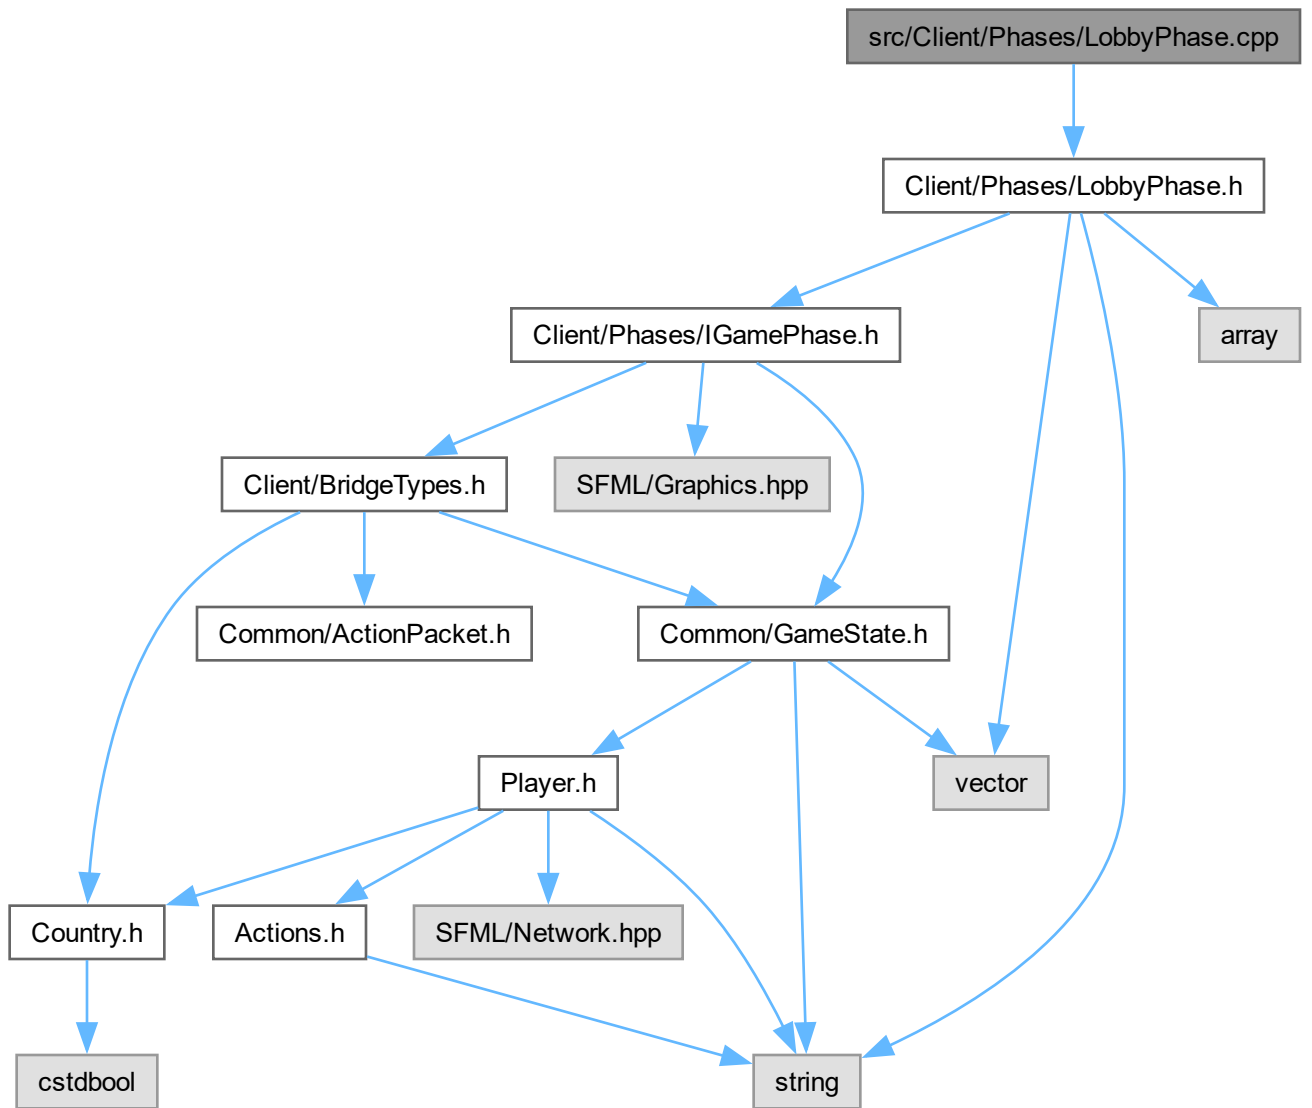 src/Client/Phases/LobbyPhase.cpp
Client/Phases/LobbyPhase.h
Client/Phases/IGamePhase.h
array
Client/BridgeTypes.h
SFML/Graphics.hpp
Common/ActionPacket.h
Common/GameState.h
Player.h
vector
Country.h
Actions.h
SFML/Network.hpp
cstdbool
string